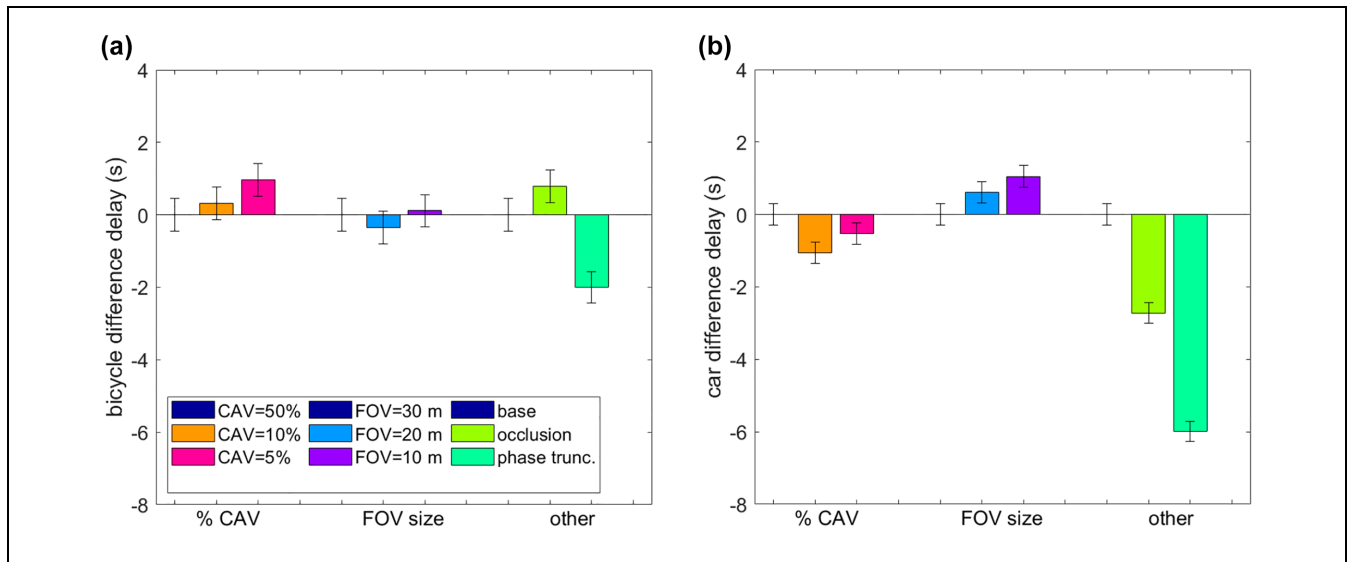 (a)
bicycle difference delay (s)
4
2
0
-2
-4
-6
-8
CAV=50% FOV=30 m base
CAV=10% FOV=20 m occlusion
CAV=5% FOV=10 m phase trunc.
% CAV FOV size other
(b)
car difference delay (s)
4
2
0
-2
-4
-6
-8
% CAV FOV size other